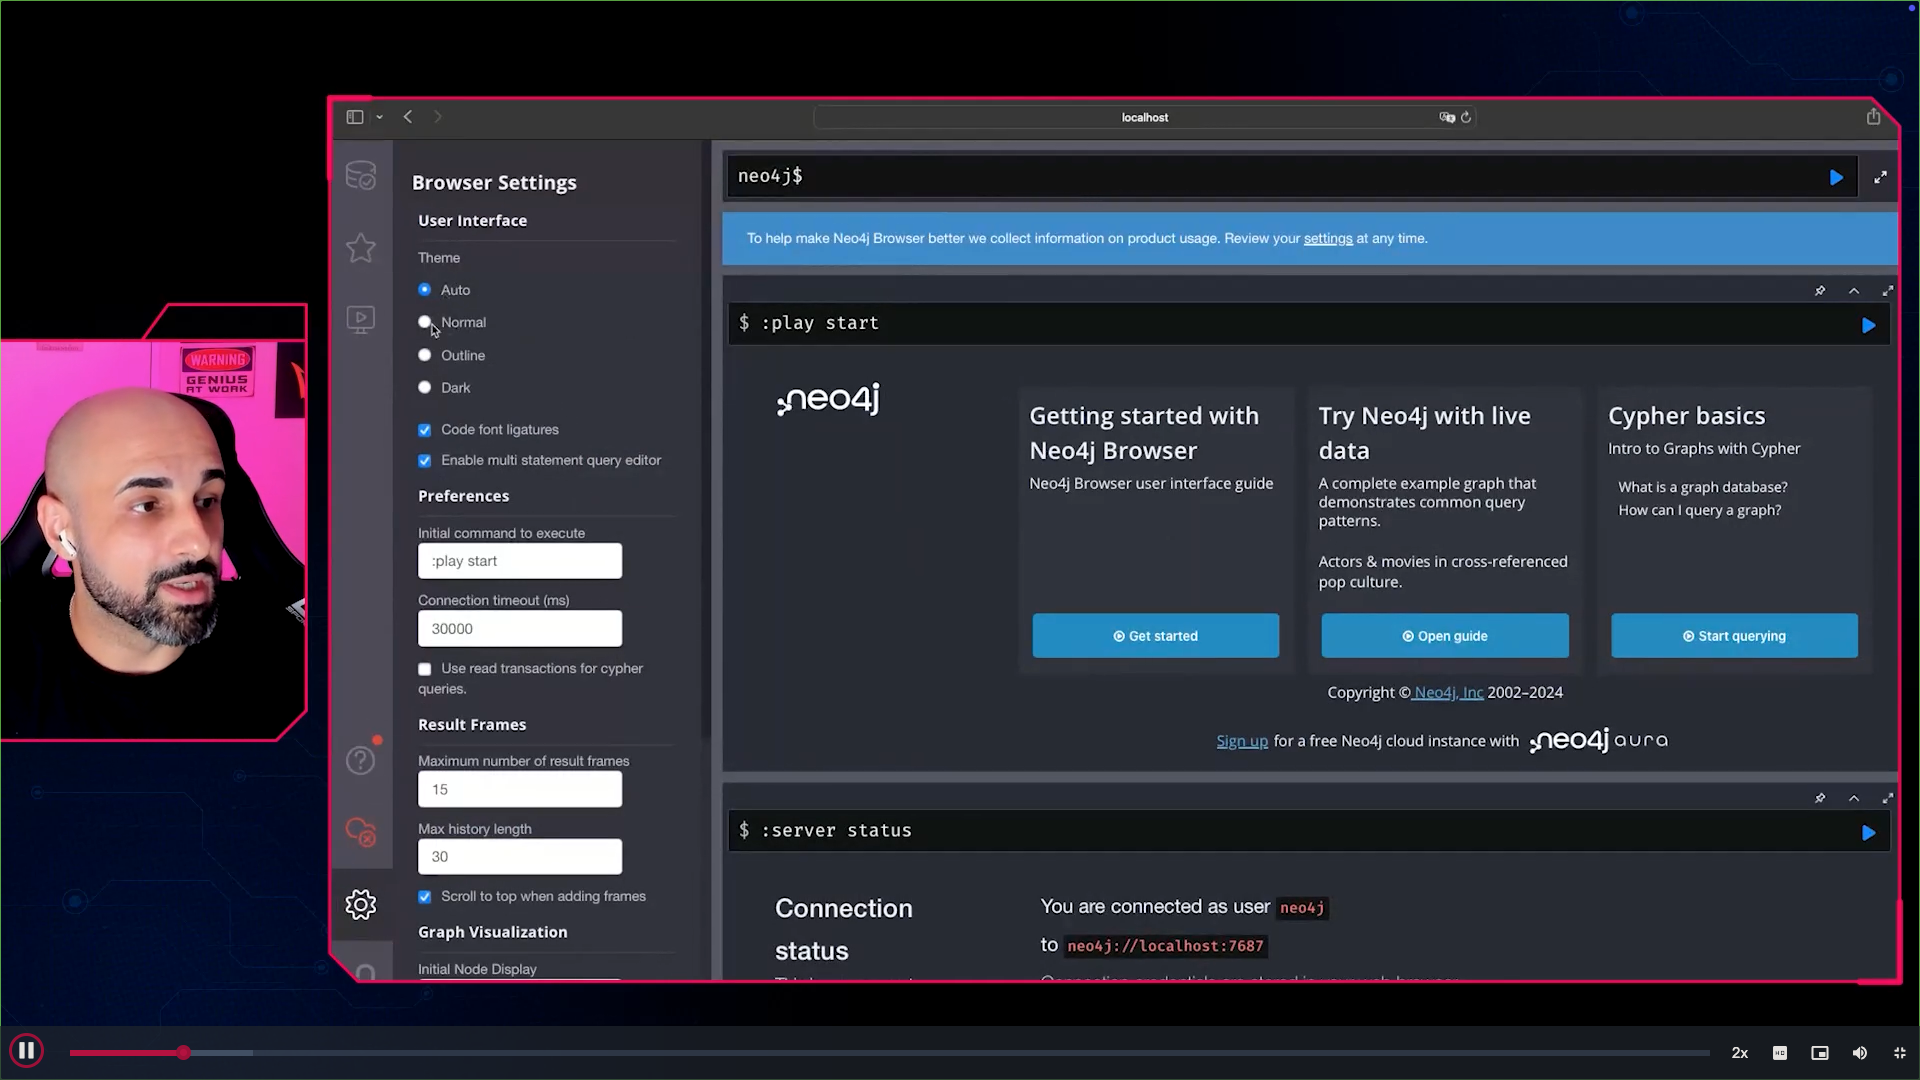 localhost
Browser Settings
User Interface
Theme
Auto
Normal
Outline
Dark
Code font ligatures
Enable multi statement query editor
Preferences
Initial command to execute
:play start
Connection timeout (ms)
30000
Use read transactions for cypher
queries.
Result Frames
Maximum number of result frames
15
Max history length
30
Scroll to top when adding frames
Graph Visualization
Initial Node Display
neo4j$
To help make Neo4j Browser better we collect information on product usage. Review your settings at any time.
$ :play start
neo4j
Getting started with
Neo4j Browser
Neo4j Browser user interface guide
Get started
Try Neo4j with live
data
A complete example graph that
demonstrates common query
patterns.
Actors & movies in cross-referenced
pop culture.
Open guide
Cypher basics
Intro to Graphs with Cypher
What is a graph database?
How can I query a graph?
Start querying
Copyright © Neo4j, Inc 2002–2024
Sign up for a free Neo4j cloud instance with neo4j aura
$ :server status
Connection
status
You are connected as user neo4j
to neo4j://localhost:7687
WARNING
GENIUS
AT WORK
2x